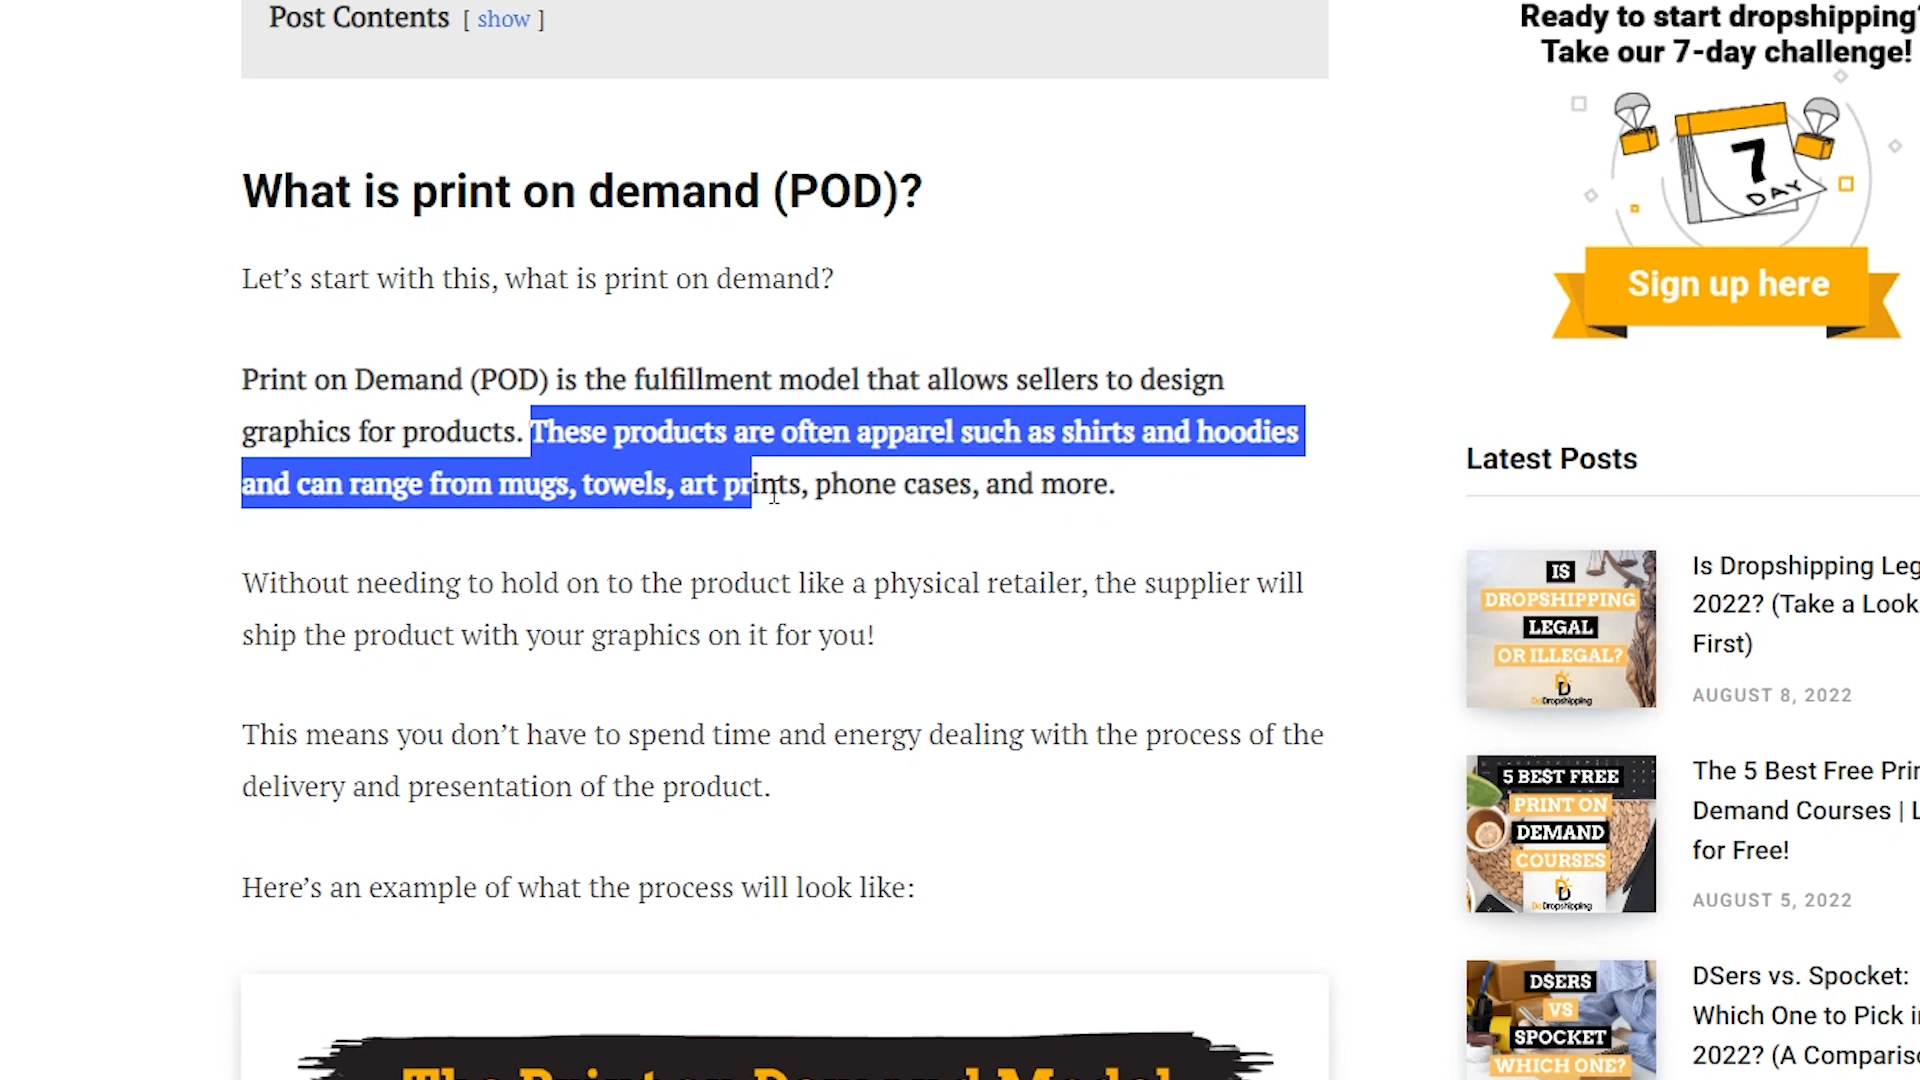 Post Contents [ show ]
What is print on demand (POD)?
Let’s start with this, what is print on demand?
Print on Demand (POD) is the fulfillment model that allows sellers to design
graphics for products. These products are often apparel such as shirts and hoodies
and can range from mugs, towels, art prints, phone cases, and more.
Without needing to hold on to the product like a physical retailer, the supplier will
ship the product with your graphics on it for you!
This means you don’t have to spend time and energy dealing with the process of the
delivery and presentation of the product.
Here’s an example of what the process will look like:
The Print on Demand Model
Ready to start dropshipping?
Take our 7-day challenge!
7
DAY
Sign up here
Latest Posts
IS
DROPSHIPPING
LEGAL
OR ILLEGAL?
DoDropshipping
Is Dropshipping Leg
2022? (Take a Look
First)
AUGUST 8, 2022
5 BEST FREE
PRINT ON
DEMAND
COURSES
DoDropshipping
The 5 Best Free Prin
Demand Courses | L
for Free!
AUGUST 5, 2022
DSERS
VS
SPOCKET
WHICH ONE?
DSers vs. Spocket:
Which One to Pick in
2022? (A Comparis